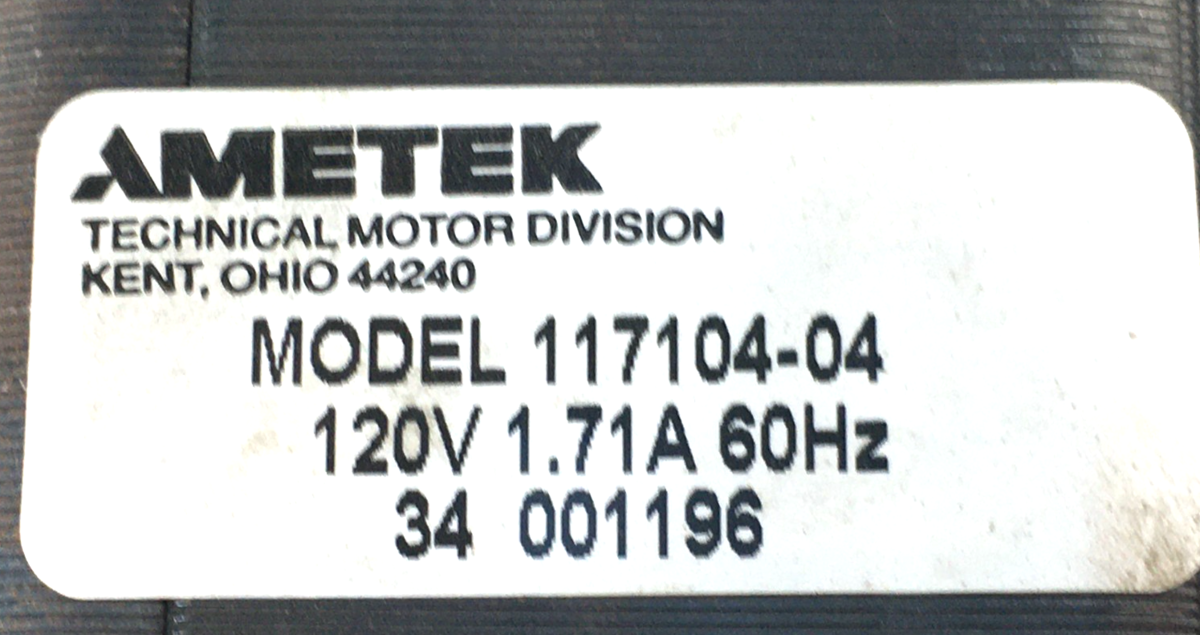 AMETEK
TECHNICAL MOTOR DIVISION
KENT, OHIO 44240
MODEL 117104-04
120V 1.71A 60Hz
34 001196